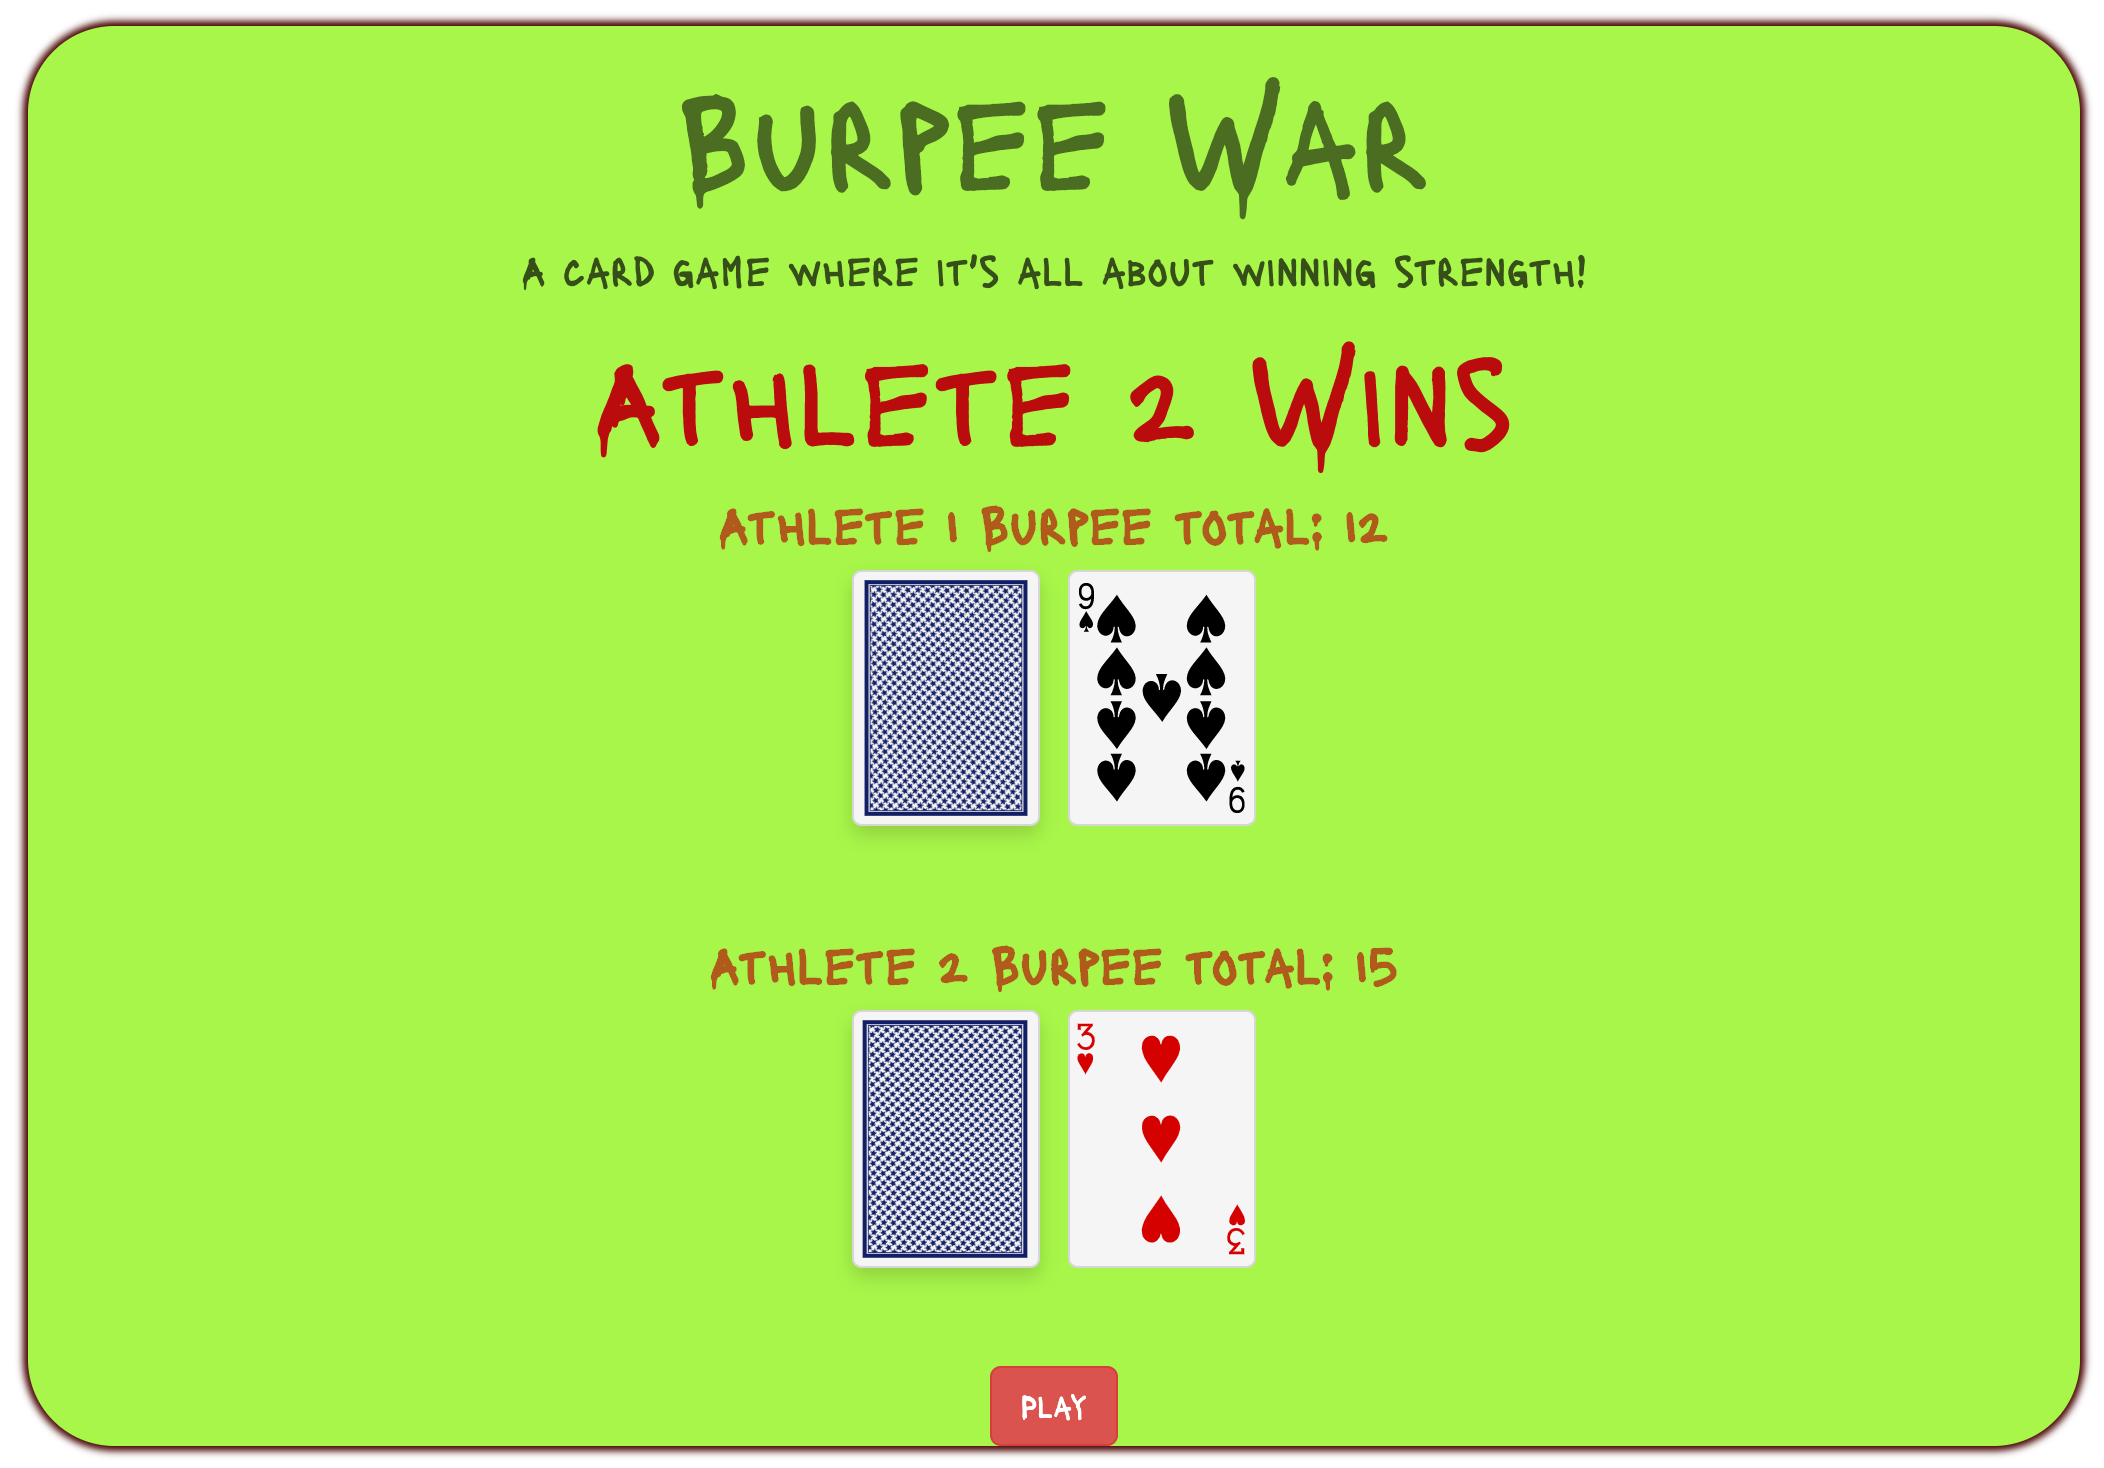 Burpee War
A card game where it's all about winning strength!
Athlete 2 Wins
Athlete 1 Burpee total: 12
9
9
Athlete 2 Burpee total: 15
3
3
Play